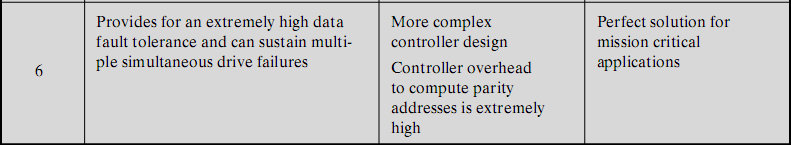 6
Provides for an extremely high data
fault tolerance and can sustain multi-
ple simultaneous drive failures
More complex
controller design
Controller overhead
to compute parity
addresses is extremely
high
Perfect solution for
mission critical
applications